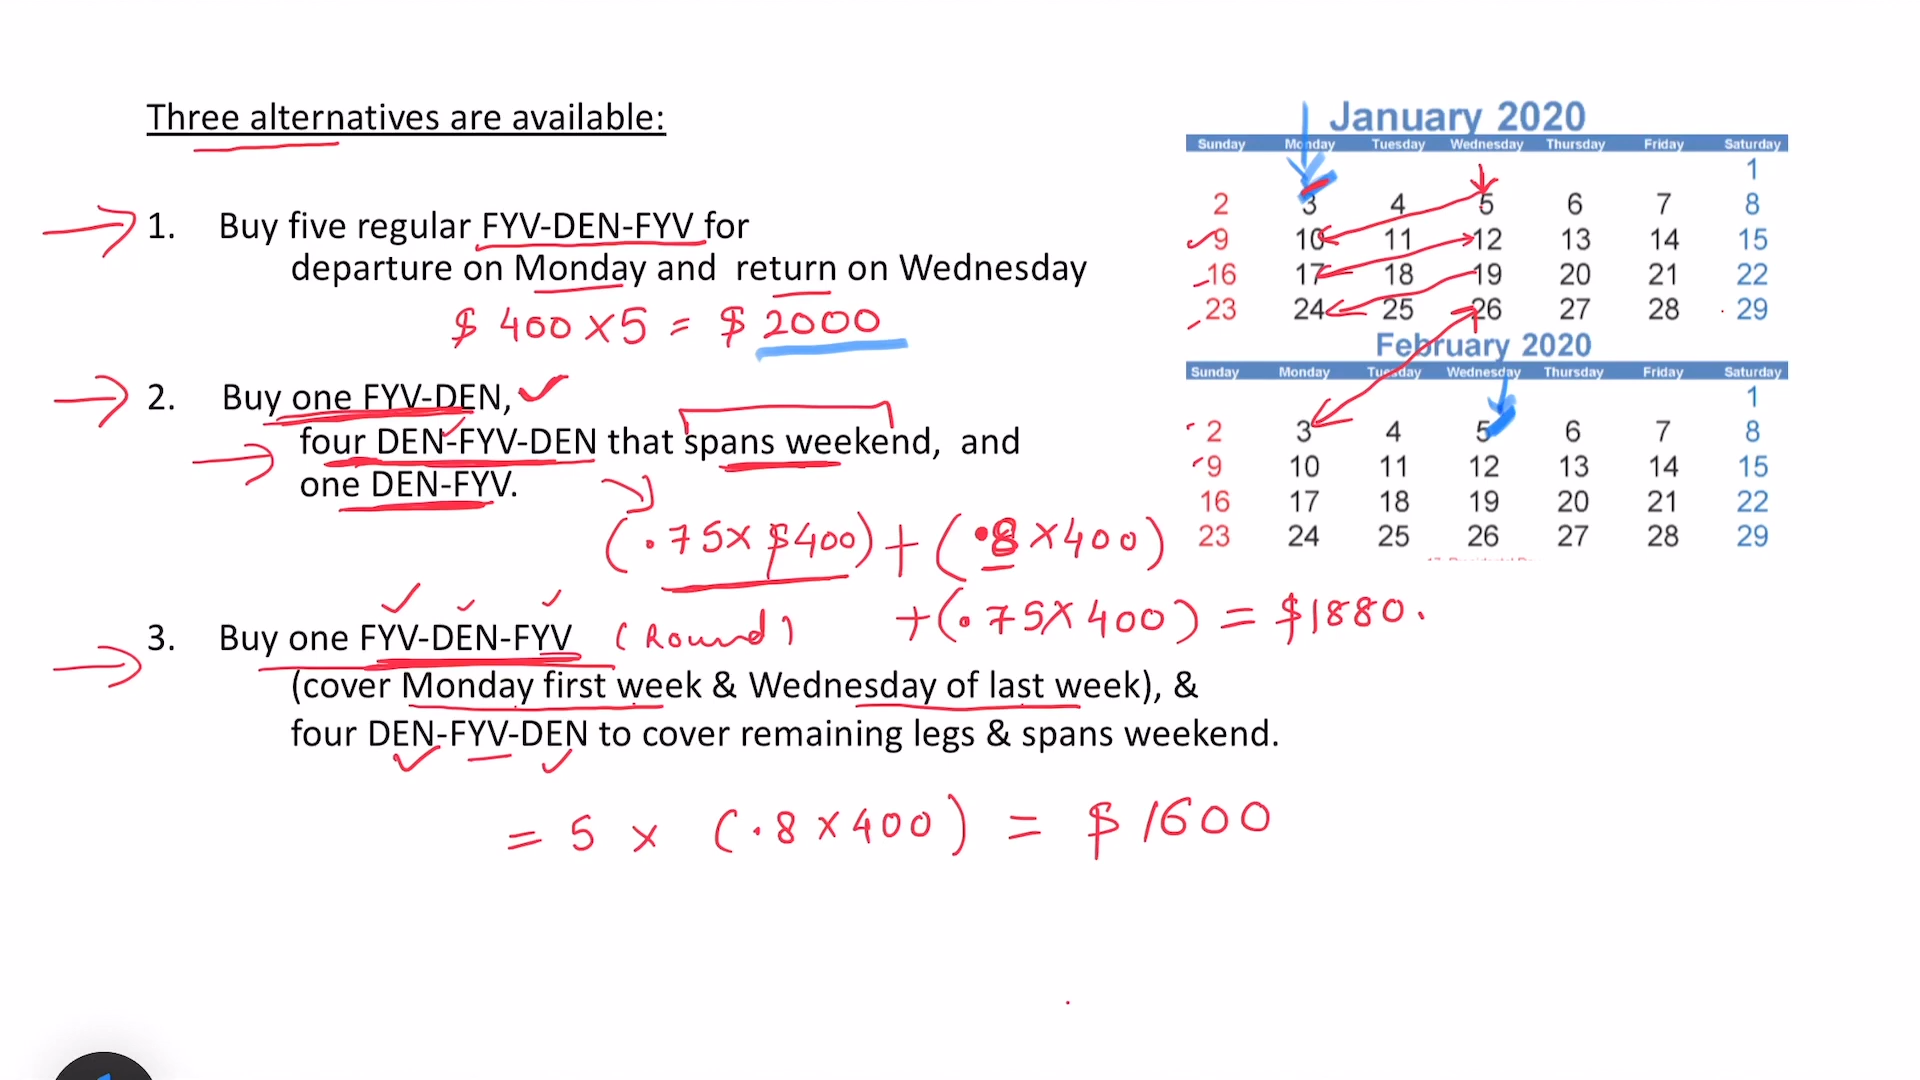 Three alternatives are available:
1. Buy five regular FYV-DEN-FYV for
departure on Monday and return on Wednesday
$ 400 x 5 = $ 2000
2. Buy one FYV-DEN,
four DEN-FYV-DEN that spans weekend, and
one DEN-FYV.
(.75 x $400) + (.8 x 400)
+ (.75 x 400) = $1880.
3. Buy one FYV-DEN-FYV (Round)
(cover Monday first week & Wednesday of last week), &
four DEN-FYV-DEN to cover remaining legs & spans weekend.
= 5 x (.8 x 400) = $ 1600
January 2020
Sunday Monday Tuesday Wednesday Thursday Friday Saturday
1
2 3 4 5 6 7 8
9 10 11 12 13 14 15
16 17 18 19 20 21 22
23 24 25 26 27 28 29
February 2020
Sunday Monday Tuesday Wednesday Thursday Friday Saturday
1
2 3 4 5 6 7 8
9 10 11 12 13 14 15
16 17 18 19 20 21 22
23 24 25 26 27 28 29